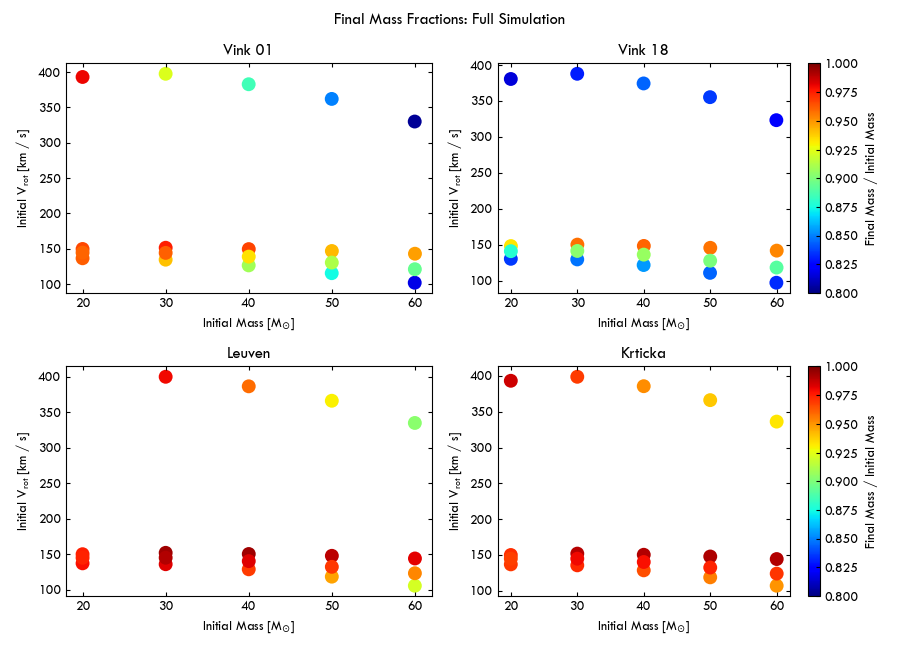 Final Mass Fractions: Full Simulation
Vink 01
400
350
300
250
200
150
100
20 30 40 50 60
Initial V_rot [km / s]
Initial Mass [M⊙]
Vink 18
400
350
300
250
200
150
100
20 30 40 50 60
Initial V_rot [km / s]
Initial Mass [M⊙]
1.000
0.975
0.950
0.925
0.900
0.875
0.850
0.825
0.800
Final Mass / Initial Mass
Leuven
400
350
300
250
200
150
100
20 30 40 50 60
Initial V_rot [km / s]
Initial Mass [M⊙]
Krticka
400
350
300
250
200
150
100
20 30 40 50 60
Initial V_rot [km / s]
Initial Mass [M⊙]
1.000
0.975
0.950
0.925
0.900
0.875
0.850
0.825
0.800
Final Mass / Initial Mass